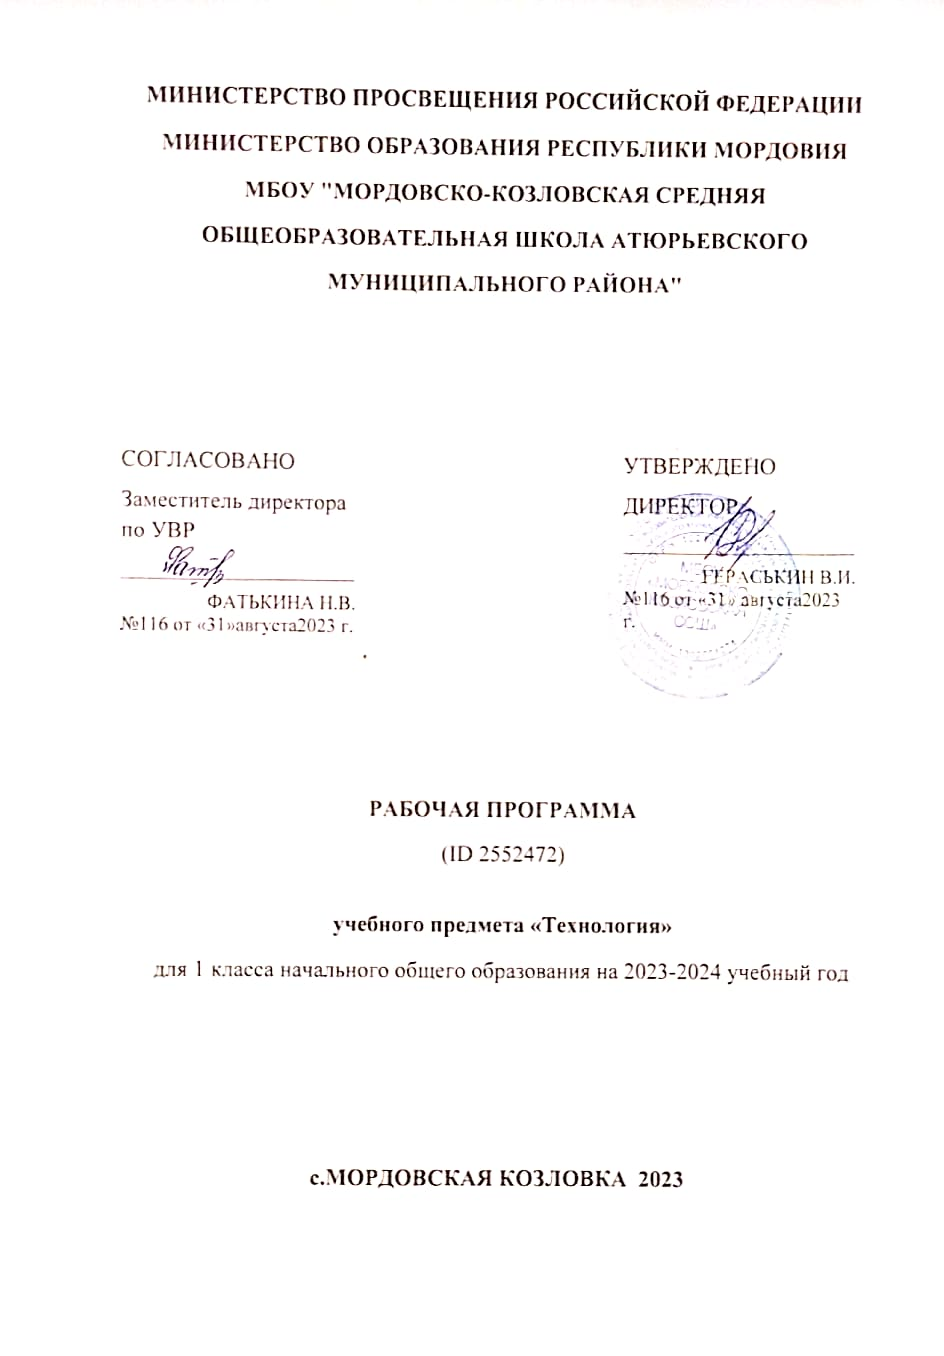 МИНИСТЕРСТВО ПРОСВЕЩЕНИЯ РОССИЙСКОЙ ФЕДЕРАЦИИ
МИНИСТЕРСТВО ОБРАЗОВАНИЯ РЕСПУБЛИКИ МОРДОВИЯ
МБОУ "МОРДОВСКО-КОЗЛОВСКАЯ СРЕДНЯЯ
ОБЩЕОБРАЗОВАТЕЛЬНАЯ ШКОЛА АТЮРЬЕВСКОГО
МУНИЦИПАЛЬНОГО РАЙОНА"
СОГЛАСОВАНО
Заместитель директора
по УВР
ФАТЬКИНА Н.В.
№116 от «31»августа2023 г.
УТВЕРЖДЕНО
ДИРЕКТОР
ГЕРАСЬКИН В.И.
№116 от «31» августа2023
г.
РАБОЧАЯ ПРОГРАММА
(ID 2552472)
учебного предмета «Технология»
для 1 класса начального общего образования на 2023-2024 учебный год
с.МОРДОВСКАЯ КОЗЛОВКА 2023